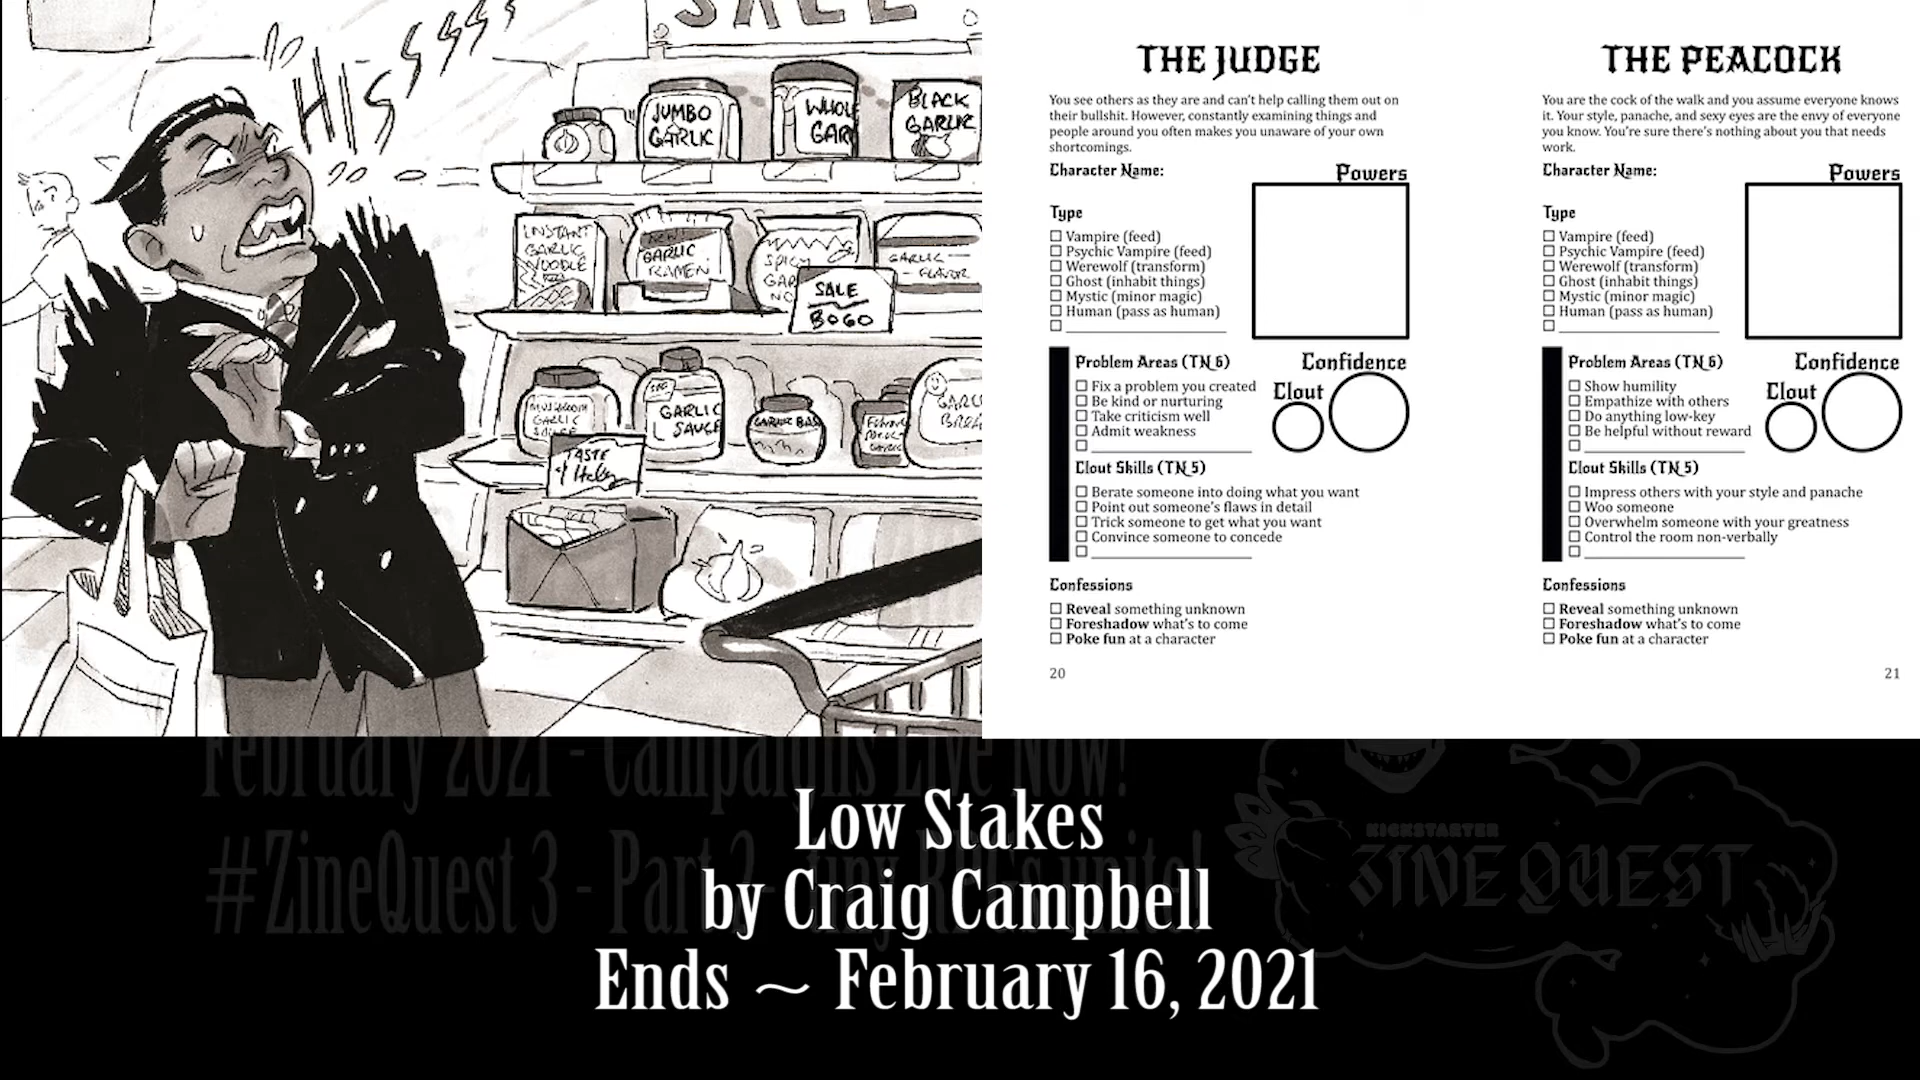 SALE
HISssss
JUMBO
GARLIC
WHOLE
GAR
BLACK
GARLIC
INSTANT
GARLIC
NOODLE
GARLIC
RAMEN
SPICY
GAR
NO
GARLIC
FLAVOR
SALE
BOGO
MUSHROOM
GARLIC
SAUCE
GARLIC
SAUCE
GARLIC
TASTE
of Italy
THE JUDGE
You see others as they are and can't help calling them out on
their bullshit. However, constantly examining things and
people around you often makes you unaware of your own
shortcomings.
Character Name:
Powers
Type
Vampire (feed)
Psychic Vampire (feed)
Werewolf (transform)
Ghost (inhabit things)
Mystic (minor magic)
Human (pass as human)
Problem Areas (TN 6)
Confidence
Fix a problem you created
Clout
Be kind or nurturing
Take criticism well
Admit weakness
Clout Skills (TN 5)
Berate someone into doing what you want
Point out someone's flaws in detail
Trick someone to get what you want
Convince someone to concede
Confessions
Reveal something unknown
Foreshadow what's to come
Poke fun at a character
20
THE PEACOCK
You are the cock of the walk and you assume everyone knows
it. Your style, panache, and sexy eyes are the envy of everyone
you know. You're sure there's nothing about you that needs
work.
Character Name:
Powers
Type
Vampire (feed)
Psychic Vampire (feed)
Werewolf (transform)
Ghost (inhabit things)
Mystic (minor magic)
Human (pass as human)
Problem Areas (TN 6)
Confidence
Show humility
Clout
Empathize with others
Do anything low-key
Be helpful without reward
Clout Skills (TN 5)
Impress others with your style and panache
Woo someone
Overwhelm someone with your greatness
Control the room non-verbally
Confessions
Reveal something unknown
Foreshadow what's to come
Poke fun at a character
21
February 2021 - Campaigns Live Now!
#ZineQuest 3 - Part 2 - tiny RPGs unite!
KICKSTARTER
ZINE QUEST
Low Stakes
by Craig Campbell
Ends ~ February 16, 2021